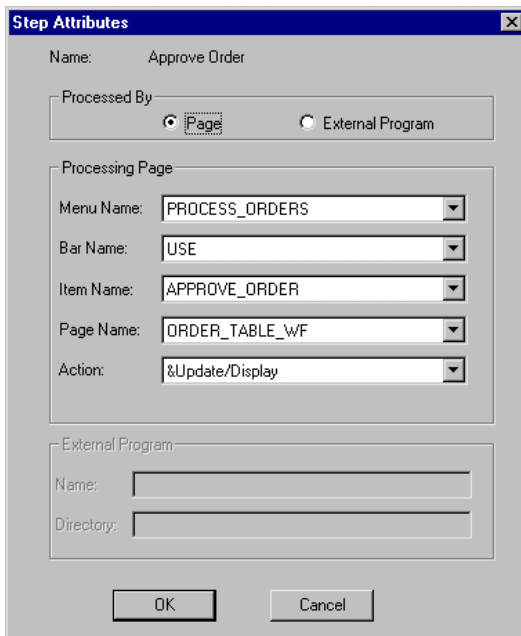 Step Attributes
Name: Approve Order
Processed By
Page External Program
Processing Page
Menu Name: PROCESS_ORDERS
Bar Name: USE
Item Name: APPROVE_ORDER
Page Name: ORDER_TABLE_WF
Action: &Update/Display
External Program
Name:
Directory:
OK Cancel